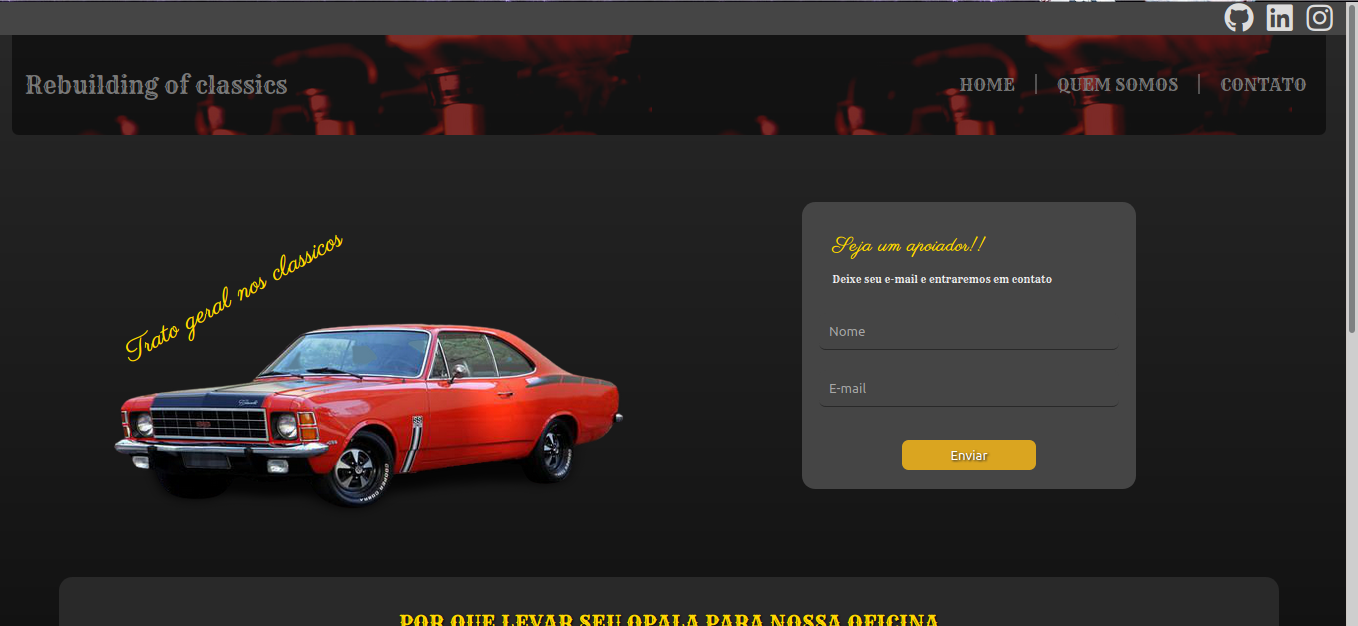 Rebuilding of classics
HOME | QUEM SOMOS | CONTATO
Trato geral nos classicos
Seja um apoiador!!
Deixe seu e-mail e entraremos em contato
Nome
E-mail
Enviar
POR QUE LEVAR SEU OPALA PARA NOSSA OFICINA